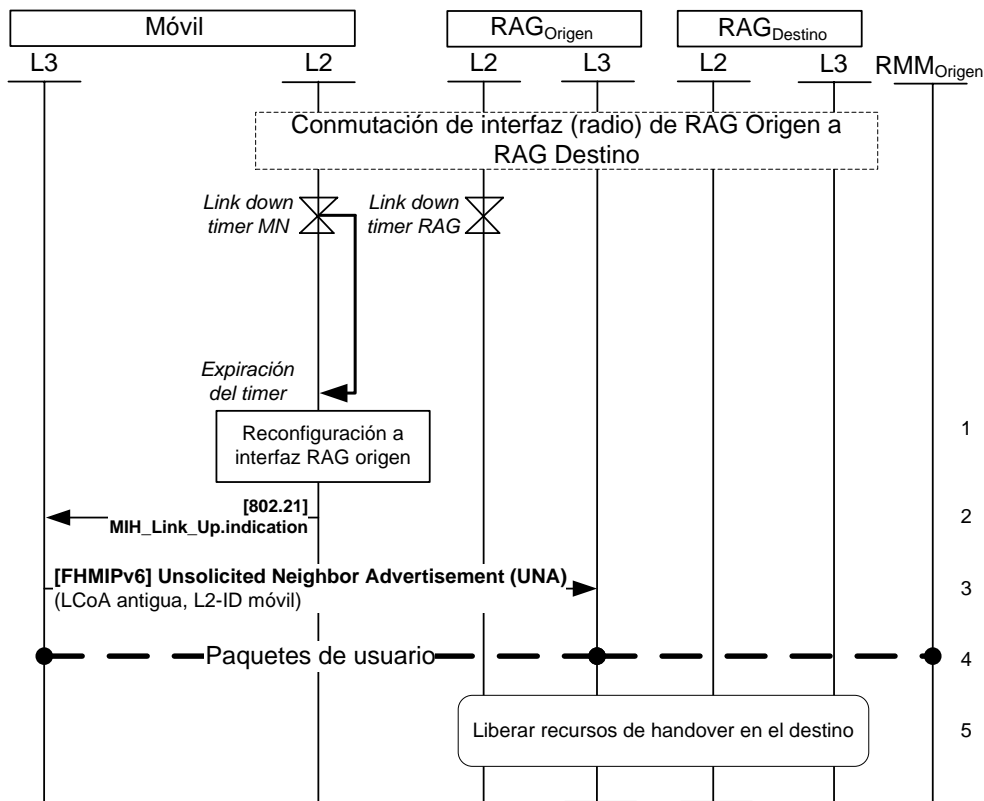 Móvil
RAGOrigen
RAGDestino
L3
L2
L2
L3
L2
L3
RMMOrigen
Conmutación de interfaz (radio) de RAG Origen a
RAG Destino
Link down
timer MN
Link down
timer RAG
Expiración
del timer
Reconfiguración a
interfaz RAG origen
1
[802.21]
MIH_Link_Up.indication
2
[FHMIPv6] Unsolicited Neighbor Advertisement (UNA)
(LCoA antigua, L2-ID móvil)
3
Paquetes de usuario
4
Liberar recursos de handover en el destino
5